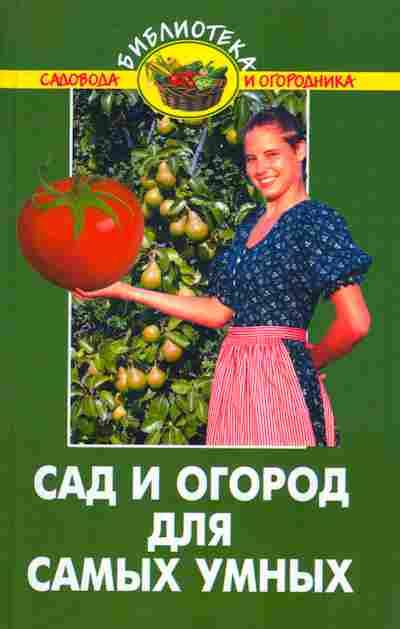 БИБЛИОТЕКА
САДОВОДА И ОГОРОДНИКА
САД И ОГОРОД
ДЛЯ
САМЫХ УМНЫХ